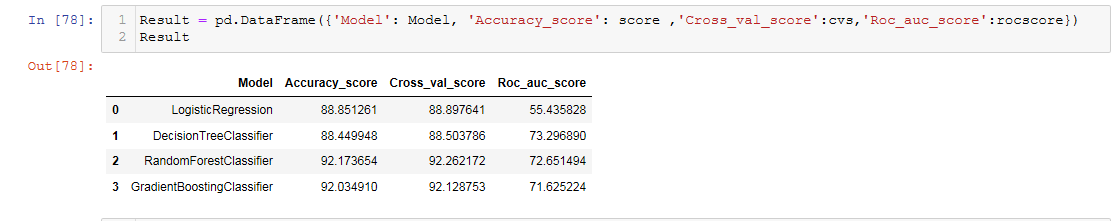 In [78]:
1 Result = pd.DataFrame({'Model': Model, 'Accuracy_score': score ,'Cross_val_score':cvs,'Roc_auc_score':rocscore})
2 Result
Out[78]:
Model Accuracy_score Cross_val_score Roc_auc_score
0 LogisticRegression 88.851261 88.897641 55.435828
1 DecisionTreeClassifier 88.449948 88.503786 73.296890
2 RandomForestClassifier 92.173654 92.262172 72.651494
3 GradientBoostingClassifier 92.034910 92.128753 71.625224